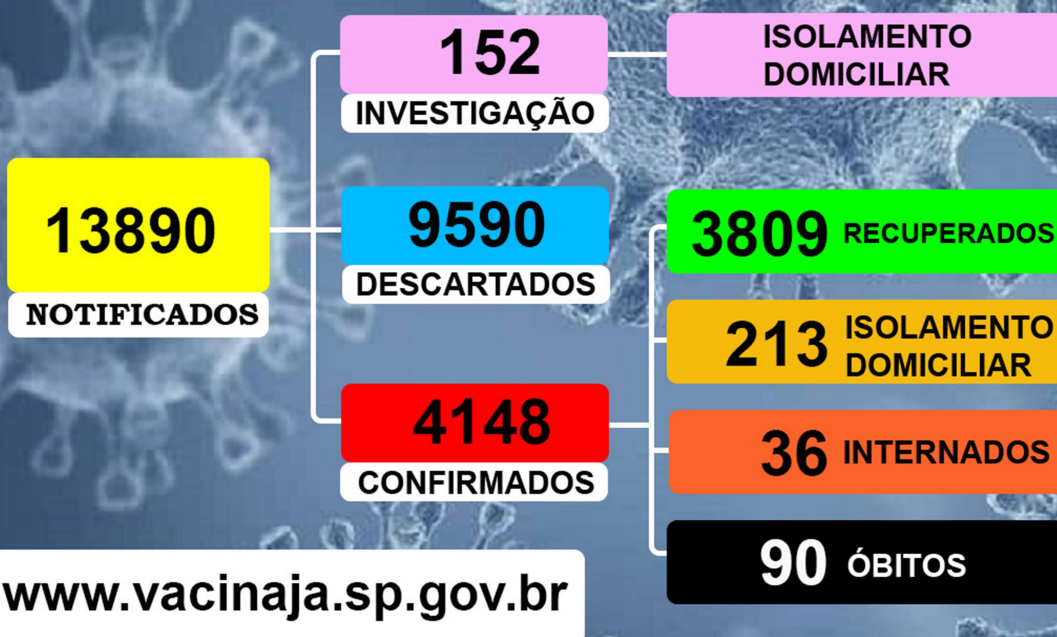 13890
NOTIFICADOS
152
INVESTIGAÇÃO
ISOLAMENTO
DOMICILIAR
9590
DESCARTADOS
4148
CONFIRMADOS
3809 RECUPERADOS
213 ISOLAMENTO
DOMICILIAR
36 INTERNADOS
90 ÓBITOS
www.vacinaja.sp.gov.br